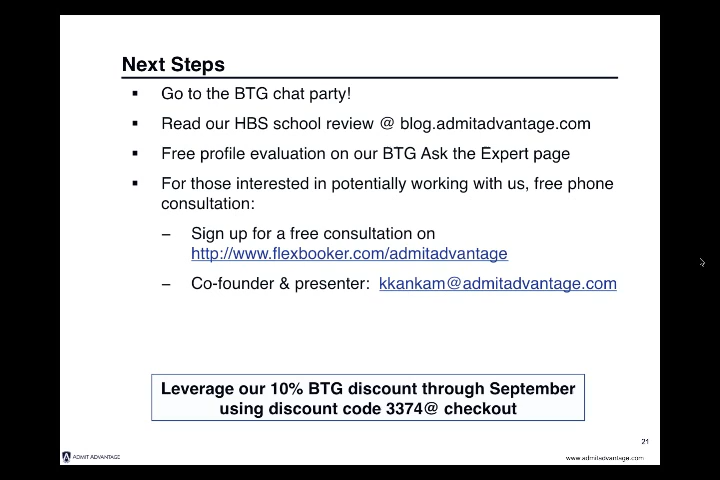 Next Steps
▪ Go to the BTG chat party!
▪ Read our HBS school review @ blog.admitadvantage.com
▪ Free profile evaluation on our BTG Ask the Expert page
▪ For those interested in potentially working with us, free phone
consultation:
– Sign up for a free consultation on
http://www.flexbooker.com/admitadvantage
– Co-founder & presenter: kkankam@admitadvantage.com
Leverage our 10% BTG discount through September
using discount code 3374@ checkout
21
ADMIT ADVANTAGE
www.admitadvantage.com